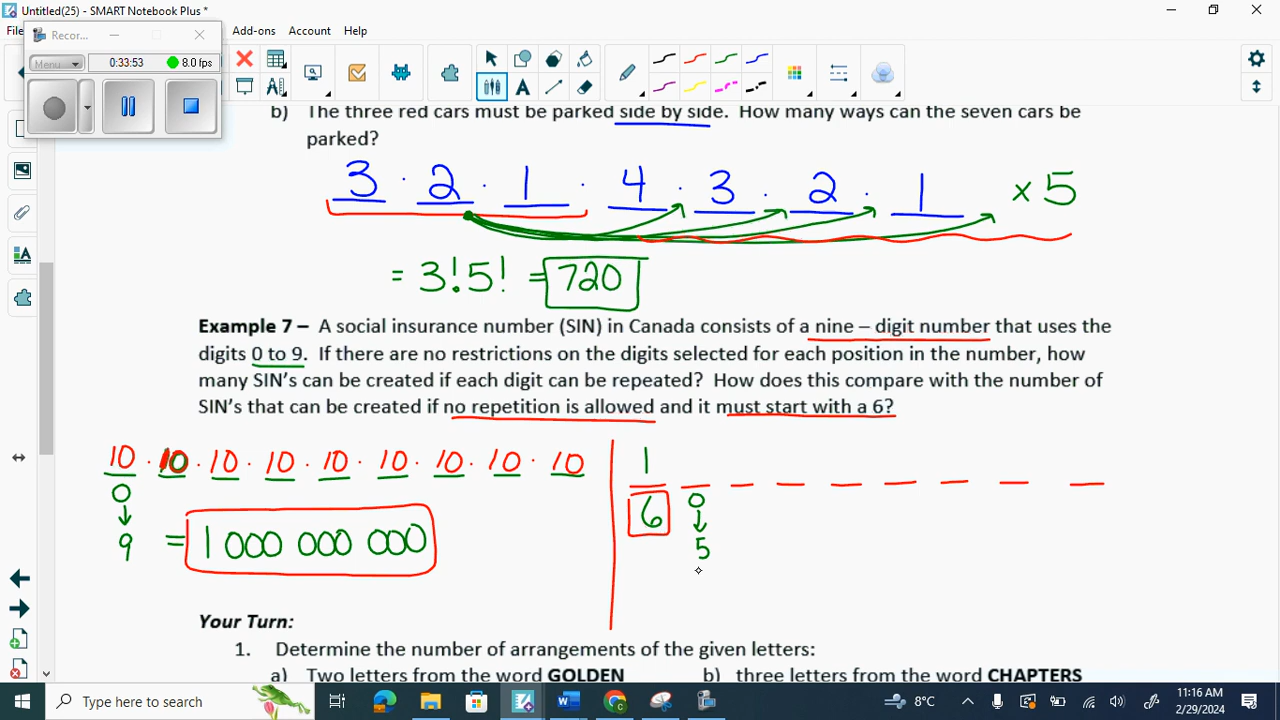 Untitled(25) - SMART Notebook Plus *
Recor...
File
Add-ons Account Help
Menu 0:33:53 8.0 fps
b) The three red cars must be parked side by side. How many ways can the seven cars be
parked?
3 · 2 · 1 · 4 · 3 · 2 · 1 × 5
= 3!5! = 720
Example 7 – A social insurance number (SIN) in Canada consists of a nine – digit number that uses the
digits 0 to 9. If there are no restrictions on the digits selected for each position in the number, how
many SIN's can be created if each digit can be repeated? How does this compare with the number of
SIN's that can be created if no repetition is allowed and it must start with a 6?
10 · 10 · 10 · 10 · 10 · 10 · 10 · 10 · 10
0
↓
9
= 1 000 000 000
1
6 0
↓
5
Your Turn:
1. Determine the number of arrangements of the given letters:
a) Two letters from the word GOLDEN b) three letters from the word CHAPTERS
Type here to search
8°C
11:16 AM
2/29/2024